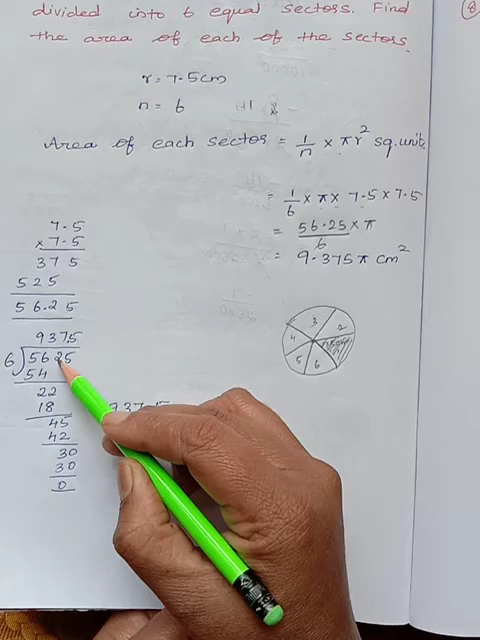 divided into 6 equal sectors. Find
the area of each of the sectors.
r = 7.5cm
n = 6
Area of each sector = 1/n × πr² sq.units
= 1/6 × π × 7.5 × 7.5
= 56.25/6 × π
= 9.375π cm²
7.5
× 7.5
375
525
56.25
9375
6) 5625
54
22
18
45
42
30
30
0
3
2
4
5
6
8